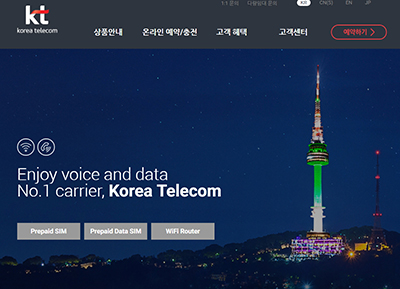 1:1 문의 다량임대 문의 KR CN(S) EN JP
kt
korea telecom
상품안내 온라인 예약/충전 고객 혜택 고객센터 예약하기 >
Enjoy voice and data
No.1 carrier, Korea Telecom
Prepaid SIM Prepaid Data SIM WiFi Router